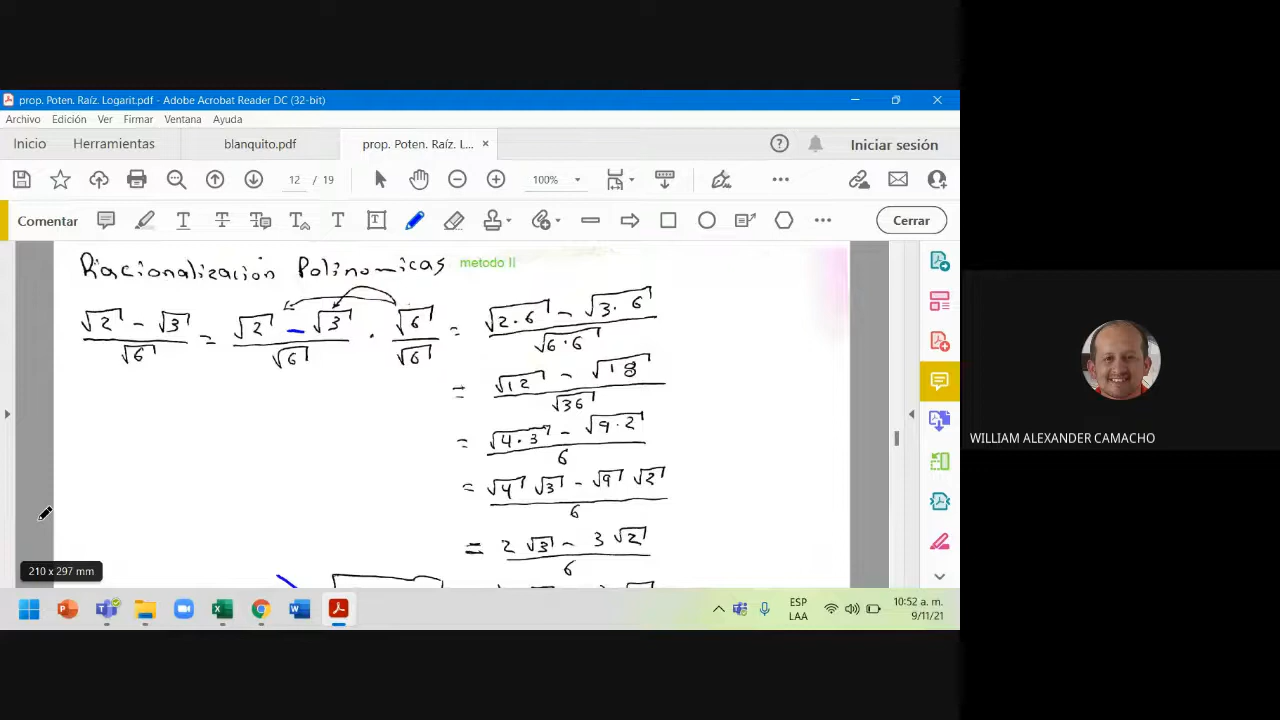 prop. Poten. Raíz. Logarit.pdf - Adobe Acrobat Reader DC (32-bit)
Archivo Edición Ver Firmar Ventana Ayuda
Inicio Herramientas blanquito.pdf prop. Poten. Raíz. L... × Iniciar sesión
12 / 19 100%
Comentar Cerrar
Racionalización Polinomicas metodo II
(√2 - √3)/√6 = (√2 - √3)/√6 · √6/√6 = (√2·6 - √3·6)/√6·6
= (√12 - √18)/√36
= (√4·3 - √9·2)/6
= (√4 √3 - √9 √2)/6
= (2 √3 - 3 √2)/6
210 x 297 mm
WILLIAM ALEXANDER CAMACHO
ESP 10:52 a. m.
LAA 9/11/21